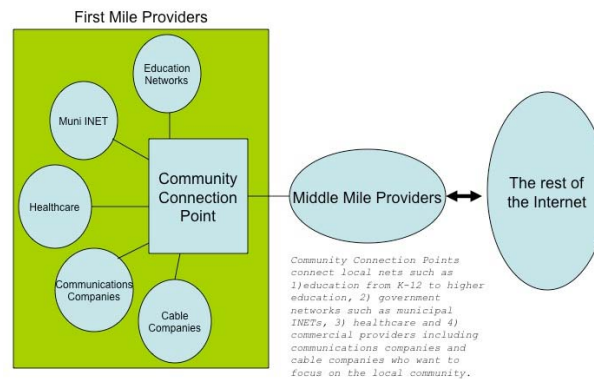 First Mile Providers
Education
Networks
Muni INET
Healthcare
Communications
Companies
Cable
Companies
Community
Connection
Point
Middle Mile Providers
The rest of
the Internet
Community Connection Points
connect local nets such as
1)education from K-12 to higher
education, 2) government
networks such as municipal
INETs, 3) healthcare and 4)
commercial providers including
communications companies and
cable companies who want to
focus on the local community.